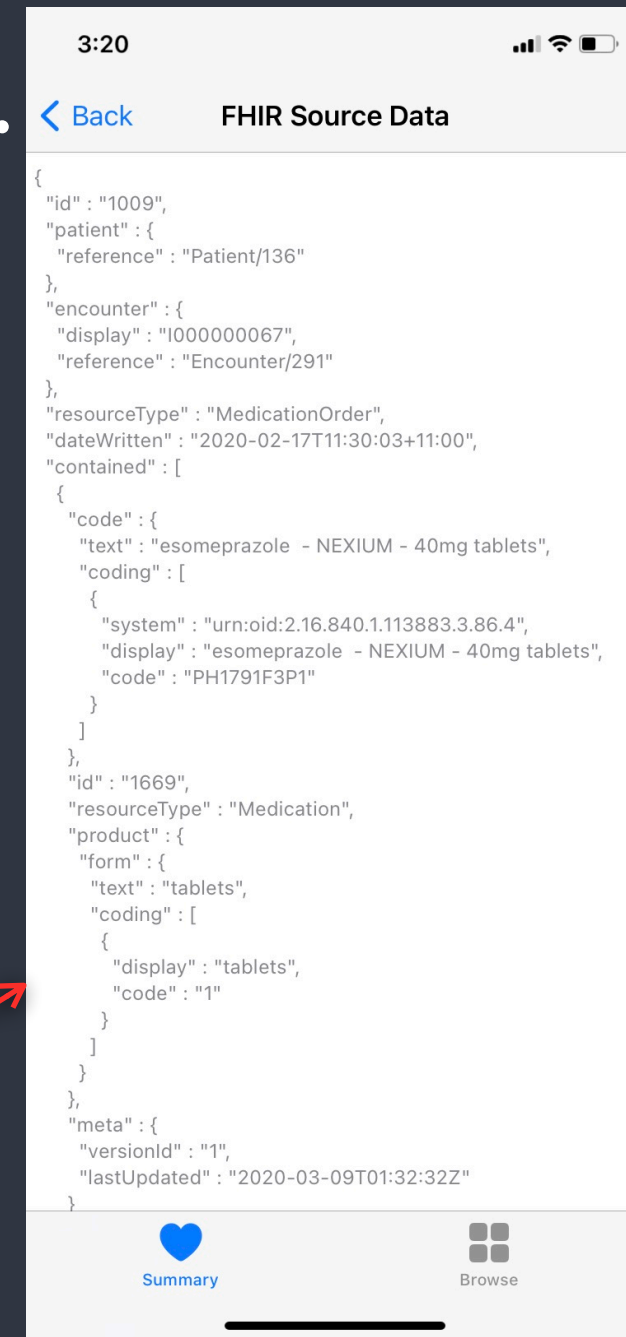 3:20
Back
FHIR Source Data
{
"id" : "1009",
"patient" : {
"reference" : "Patient/136"
},
"encounter" : {
"display" : "I000000067",
"reference" : "Encounter/291"
},
"resourceType" : "MedicationOrder",
"dateWritten" : "2020-02-17T11:30:03+11:00",
"contained" : [
{
"code" : {
"text" : "esomeprazole  - NEXIUM - 40mg tablets",
"coding" : [
{
"system" : "urn:oid:2.16.840.1.113883.3.86.4",
"display" : "esomeprazole  - NEXIUM - 40mg tablets",
"code" : "PH1791F3P1"
}
]
},
"id" : "1669",
"resourceType" : "Medication",
"product" : {
"form" : {
"text" : "tablets",
"coding" : [
{
"display" : "tablets",
"code" : "1"
}
]
}
},
"meta" : {
"versionId" : "1",
"lastUpdated" : "2020-03-09T01:32:32Z"
}
Summary
Browse